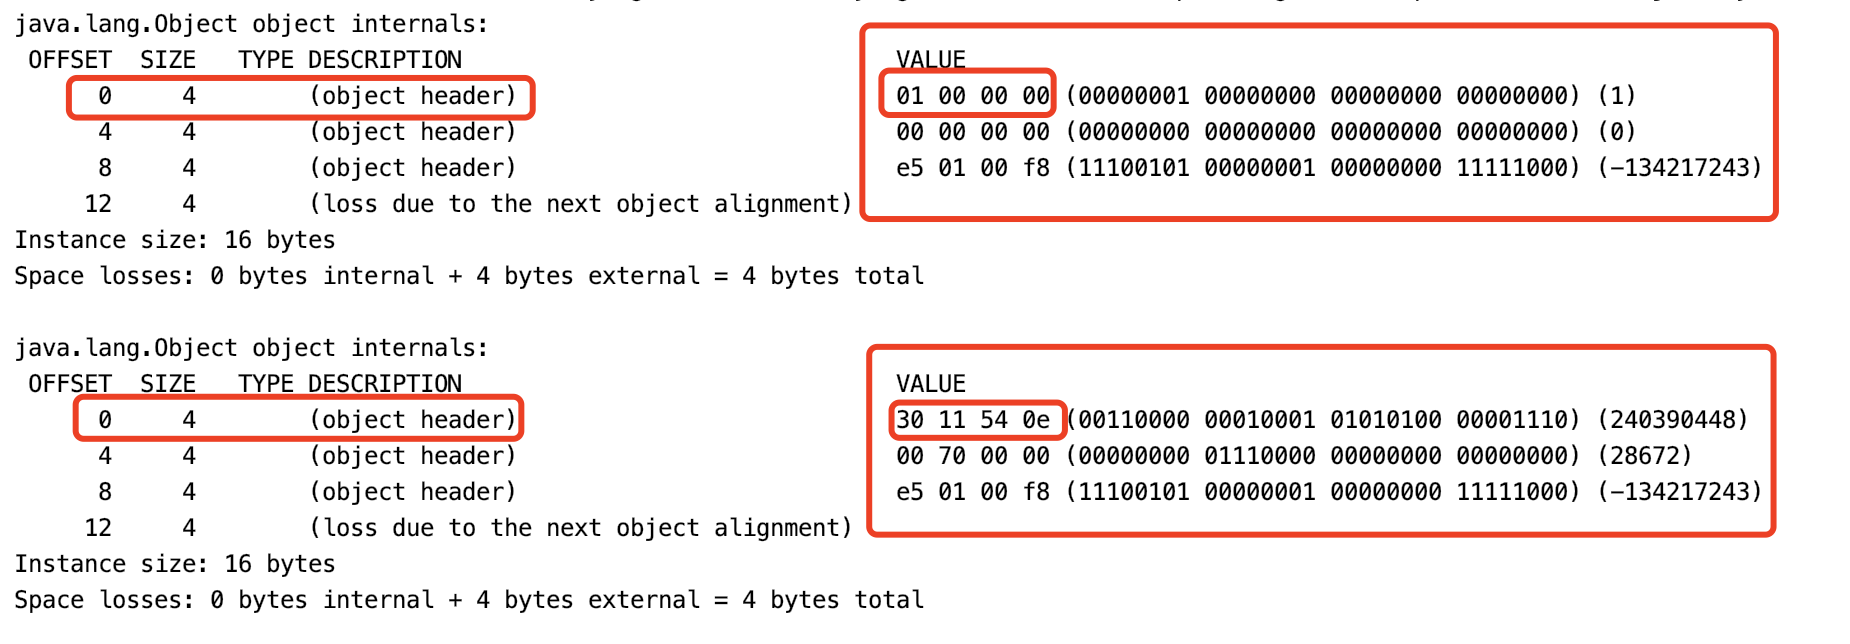 java.lang.Object object internals:
 OFFSET  SIZE   TYPE DESCRIPTION                               VALUE
      0     4        (object header)                           01 00 00 00 (00000001 00000000 00000000 00000000) (1)
      4     4        (object header)                           00 00 00 00 (00000000 00000000 00000000 00000000) (0)
      8     4        (object header)                           e5 01 00 f8 (11100101 00000001 00000000 11111000) (-134217243)
     12     4        (loss due to the next object alignment)
Instance size: 16 bytes
Space losses: 0 bytes internal + 4 bytes external = 4 bytes total
java.lang.Object object internals:
 OFFSET  SIZE   TYPE DESCRIPTION                               VALUE
      0     4        (object header)                           30 11 54 0e (00110000 00010001 01010100 00001110) (240390448)
      4     4        (object header)                           00 70 00 00 (00000000 01110000 00000000 00000000) (28672)
      8     4        (object header)                           e5 01 00 f8 (11100101 00000001 00000000 11111000) (-134217243)
     12     4        (loss due to the next object alignment)
Instance size: 16 bytes
Space losses: 0 bytes internal + 4 bytes external = 4 bytes total